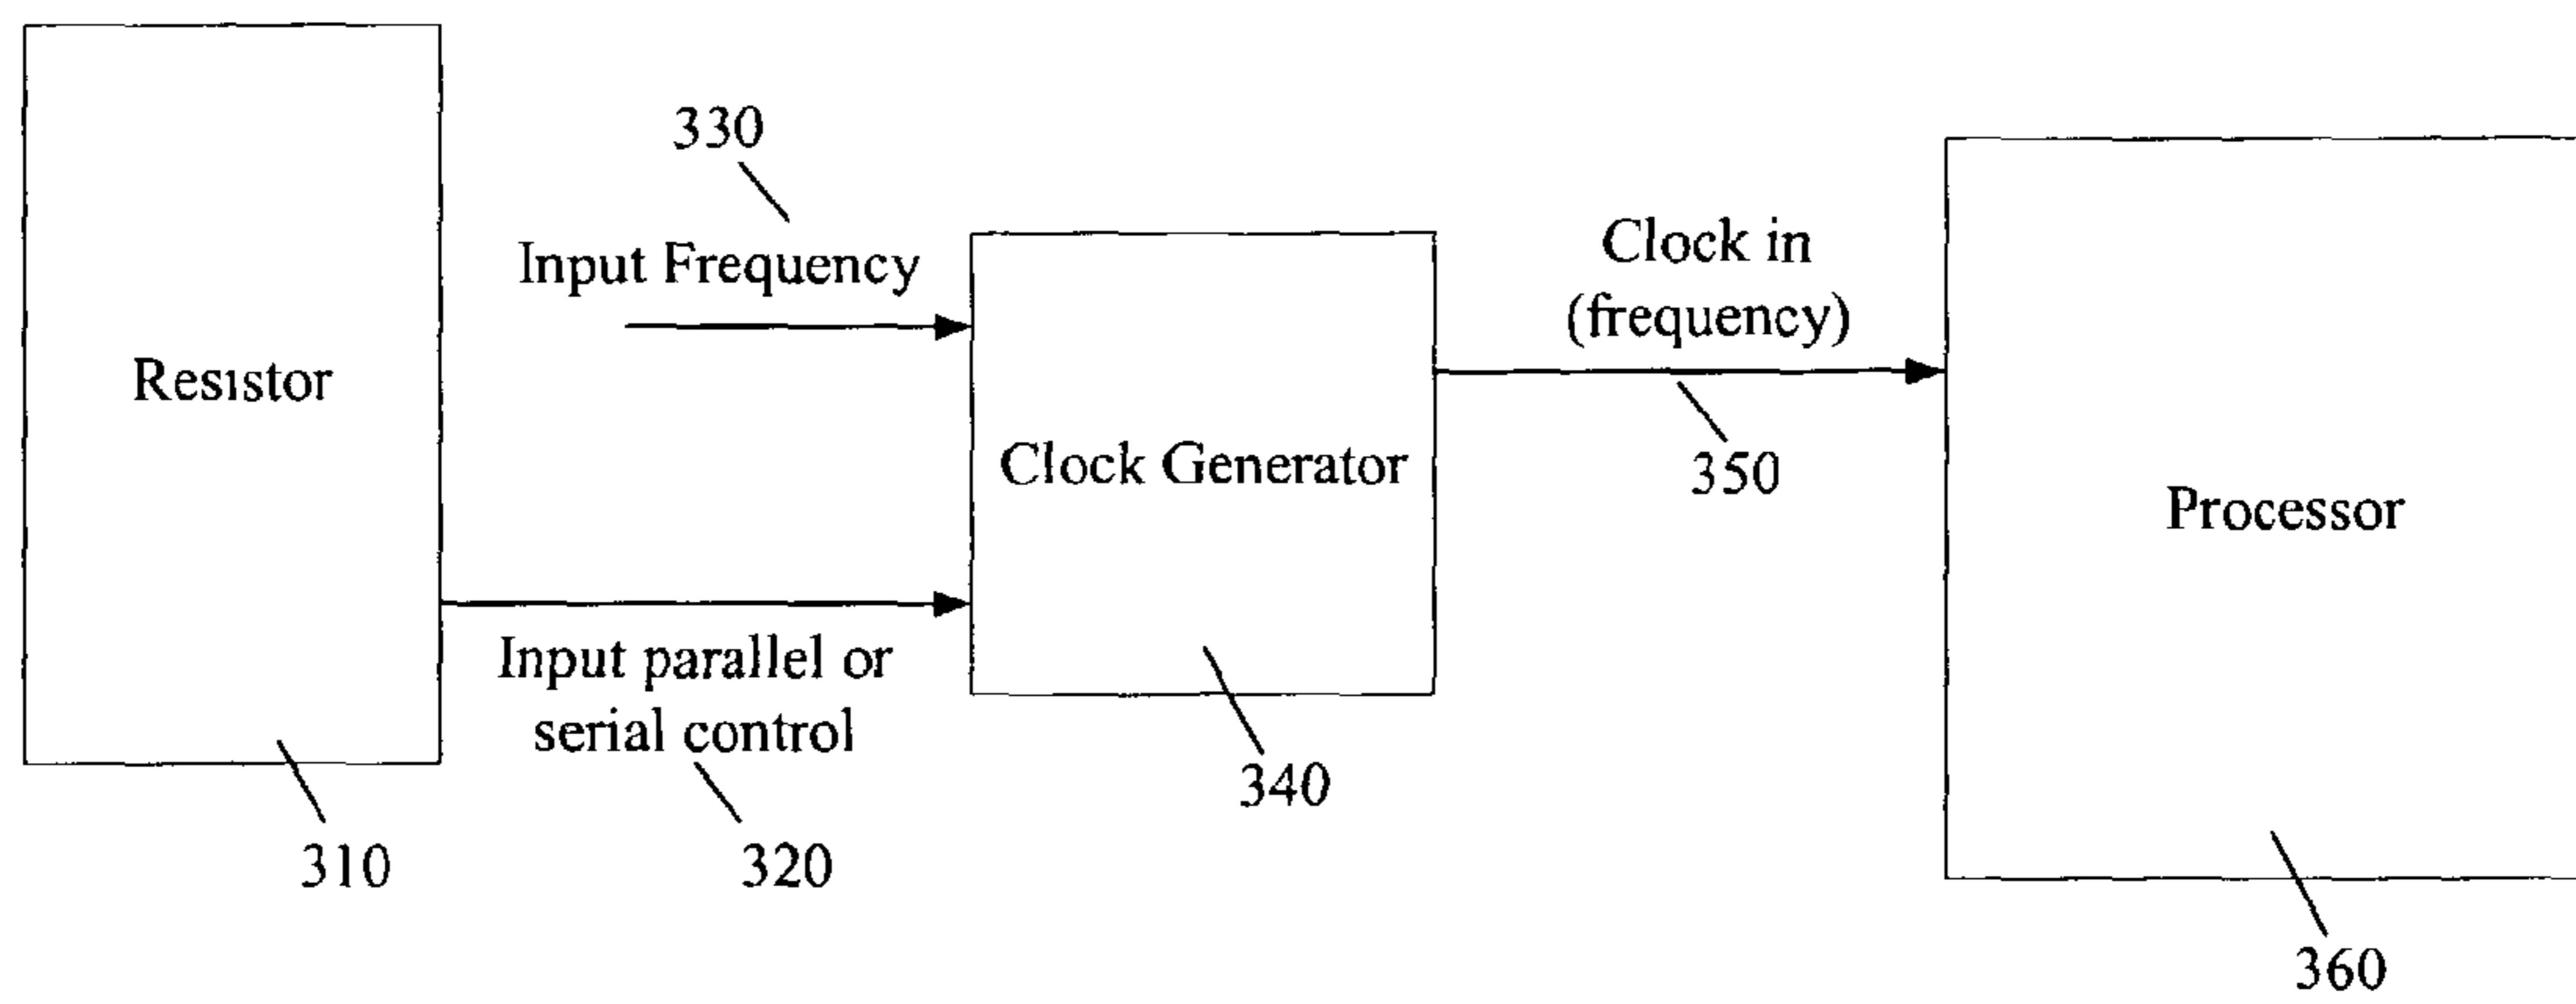 330
Input Frequency
Clock in
(frequency)
Resistor
Clock Generator
350
Processor
Input parallel or
serial control
340
310
320
360